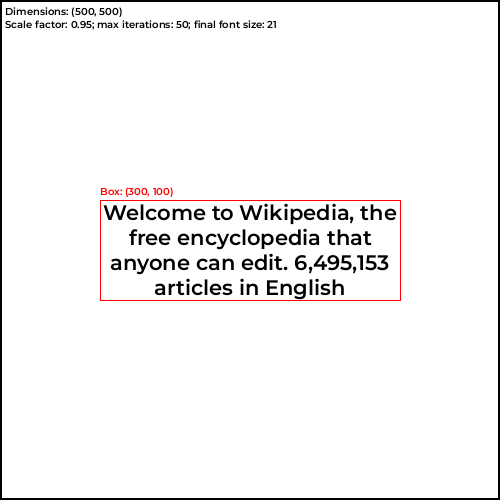 Dimensions: (500, 500)
Scale factor: 0.95; max iterations: 50; final font size: 21
Box: (300, 100)
Welcome to Wikipedia, the
free encyclopedia that
anyone can edit. 6,495,153
articles in English